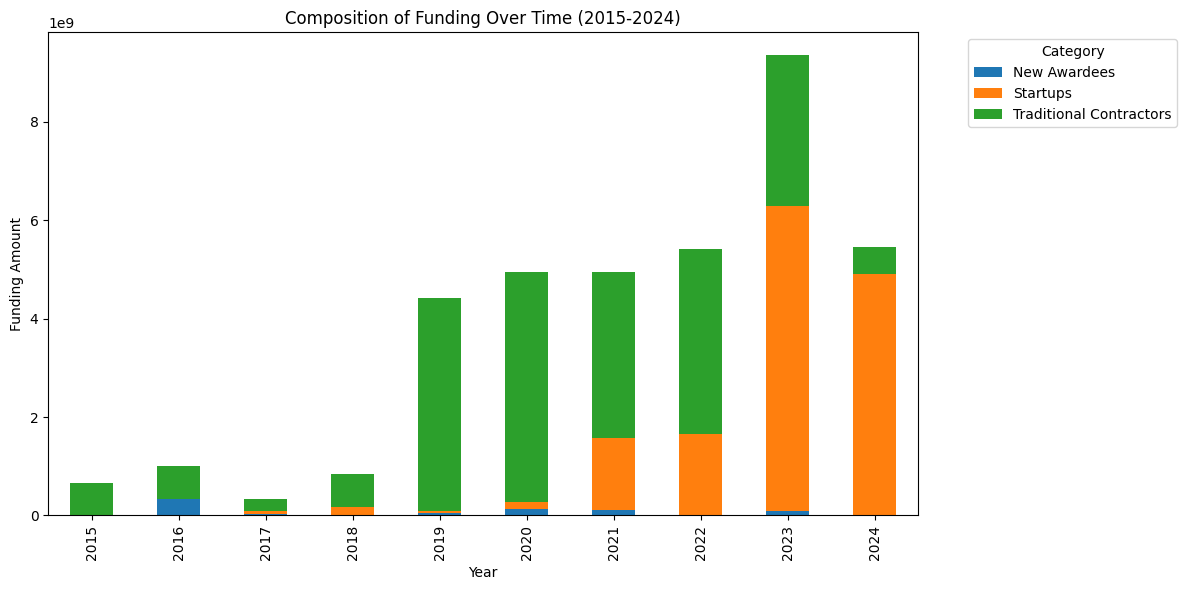 Composition of Funding Over Time (2015-2024)
1e9
Funding Amount
8
6
4
2
0
2015
2016
2017
2018
2019
2020
2021
2022
2023
2024
Year
Category
New Awardees
Startups
Traditional Contractors